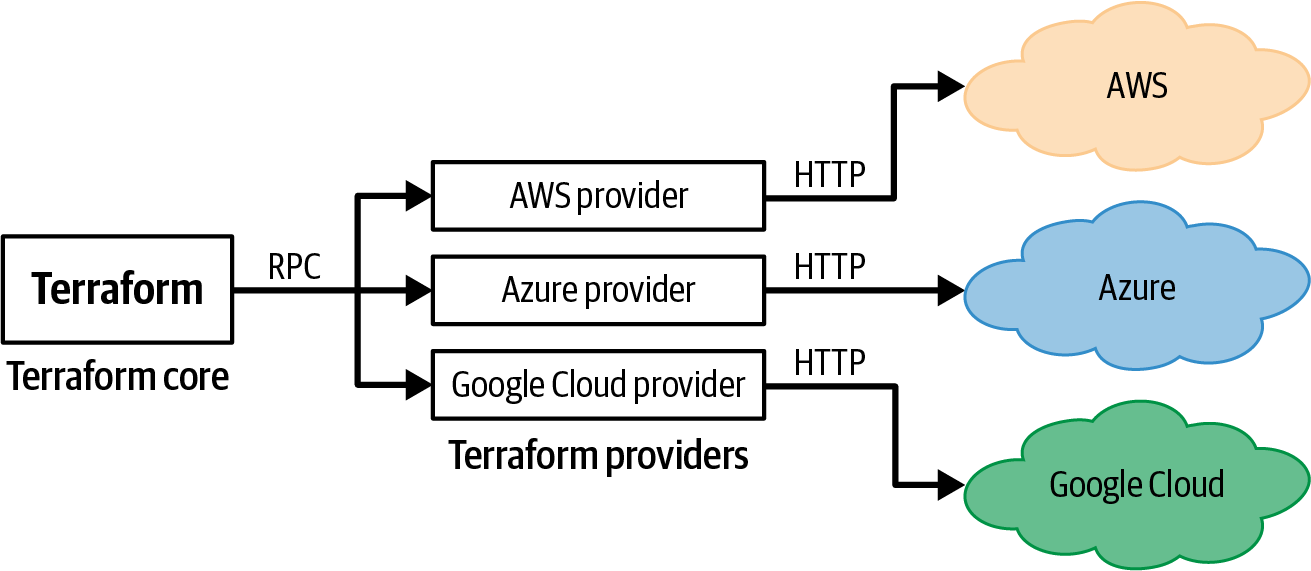 Terraform
Terraform core
RPC
AWS provider
Azure provider
Google Cloud provider
Terraform providers
HTTP
HTTP
HTTP
AWS
Azure
Google Cloud